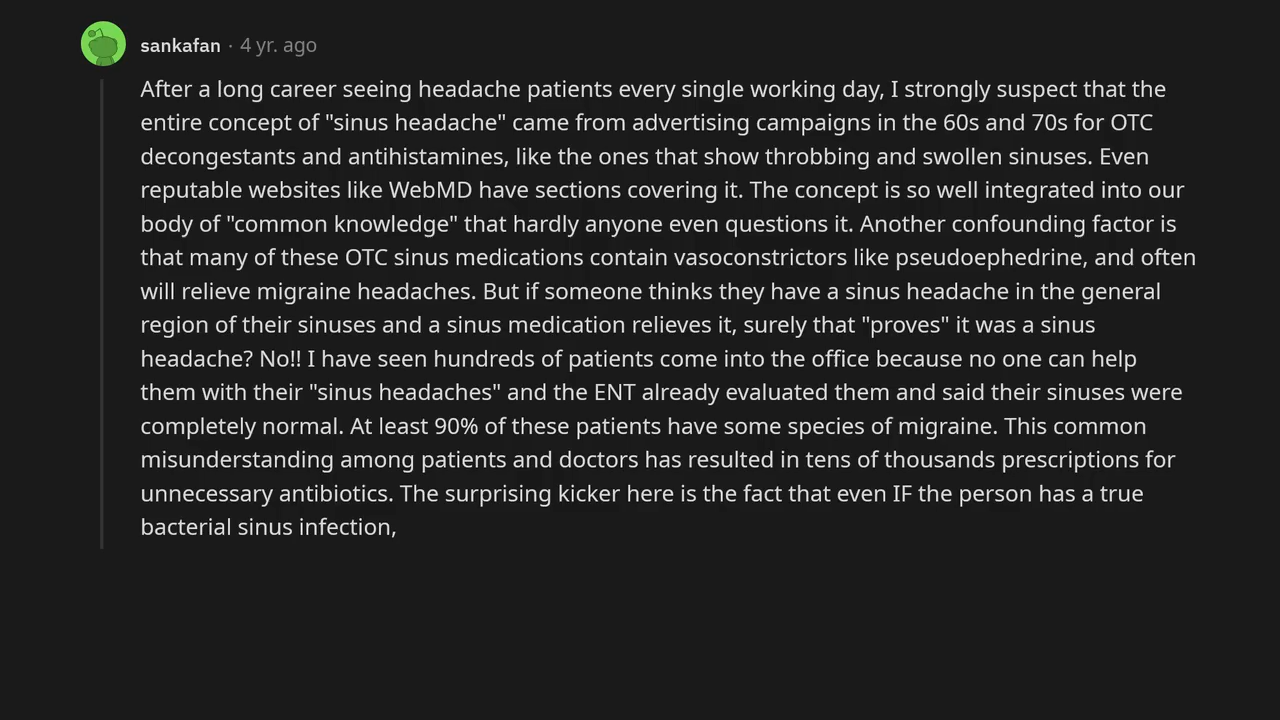 sankafan · 4 yr. ago
After a long career seeing headache patients every single working day, I strongly suspect that the
entire concept of "sinus headache" came from advertising campaigns in the 60s and 70s for OTC
decongestants and antihistamines, like the ones that show throbbing and swollen sinuses. Even
reputable websites like WebMD have sections covering it. The concept is so well integrated into our
body of "common knowledge" that hardly anyone even questions it. Another confounding factor is
that many of these OTC sinus medications contain vasoconstrictors like pseudoephedrine, and often
will relieve migraine headaches. But if someone thinks they have a sinus headache in the general
region of their sinuses and a sinus medication relieves it, surely that "proves" it was a sinus
headache? No!! I have seen hundreds of patients come into the office because no one can help
them with their "sinus headaches" and the ENT already evaluated them and said their sinuses were
completely normal. At least 90% of these patients have some species of migraine. This common
misunderstanding among patients and doctors has resulted in tens of thousands prescriptions for
unnecessary antibiotics. The surprising kicker here is the fact that even IF the person has a true
bacterial sinus infection,